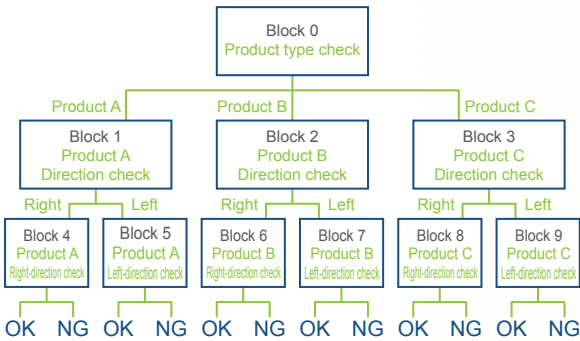 Block 0
Product type check
Product A
Product B
Product C
Block 1
Product A
Direction check
Block 2
Product B
Direction check
Block 3
Product C
Direction check
Right
Left
Right
Left
Right
Left
Block 4
Product A
Right-direction check
Block 5
Product A
Left-direction check
Block 6
Product B
Right-direction check
Block 7
Product B
Left-direction check
Block 8
Product C
Right-direction check
Block 9
Product C
Left-direction check
OK NG OK NG OK NG OK NG OK NG OK NG